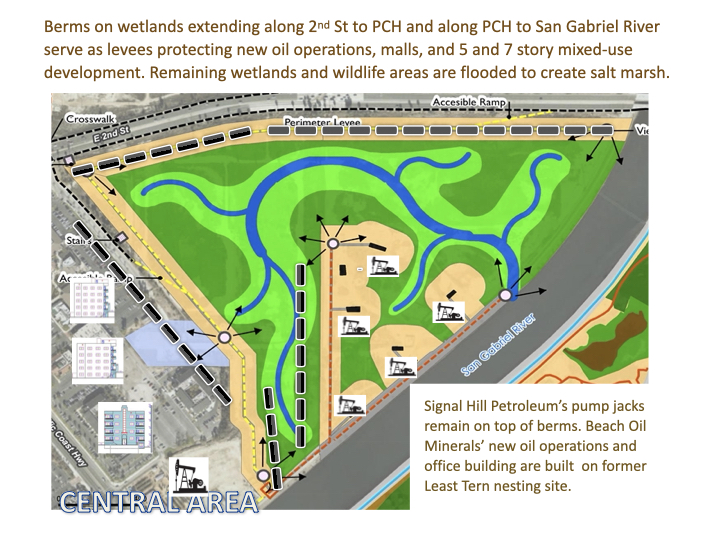 Berms on wetlands extending along 2nd St to PCH and along PCH to San Gabriel River
serve as levees protecting new oil operations, malls, and 5 and 7 story mixed-use
development. Remaining wetlands and wildlife areas are flooded to create salt marsh.
Accesible Ramp
Crosswalk
Perimeter Levee
E 2nd St
Vie
Stairs
Ramp
San Gabriel River
Signal Hill Petroleum's pump jacks
remain on top of berms. Beach Oil
Minerals' new oil operations and
office building are built on former
Least Tern nesting site.
Coast Hwy
CENTRAL AREA